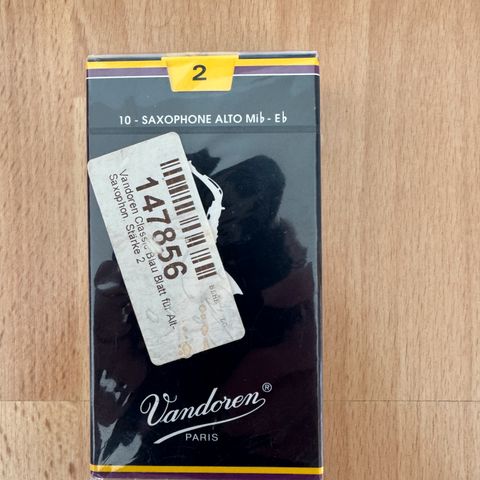 2
10 - SAXOPHONE ALTO Mib - Eb
147856
Vandoren Classic Blau Blatt für Alt-
Saxophon, Stärke 2
Vandoren®
PARIS